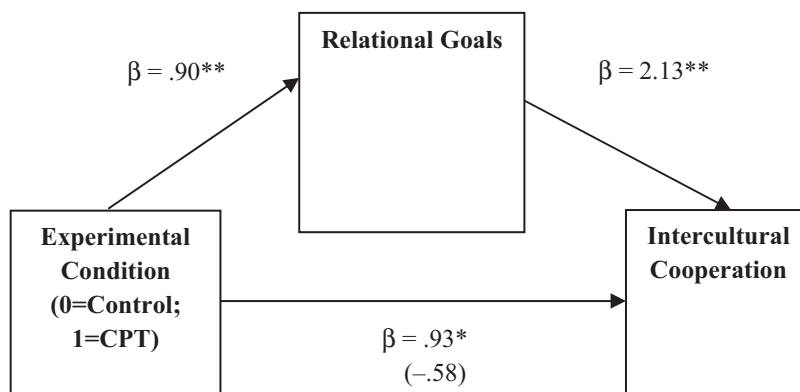 Relational Goals
β = .90**
β = 2.13**
Experimental
Condition
(0=Control;
1=CPT)
Intercultural
Cooperation
β = .93*
(–.58)